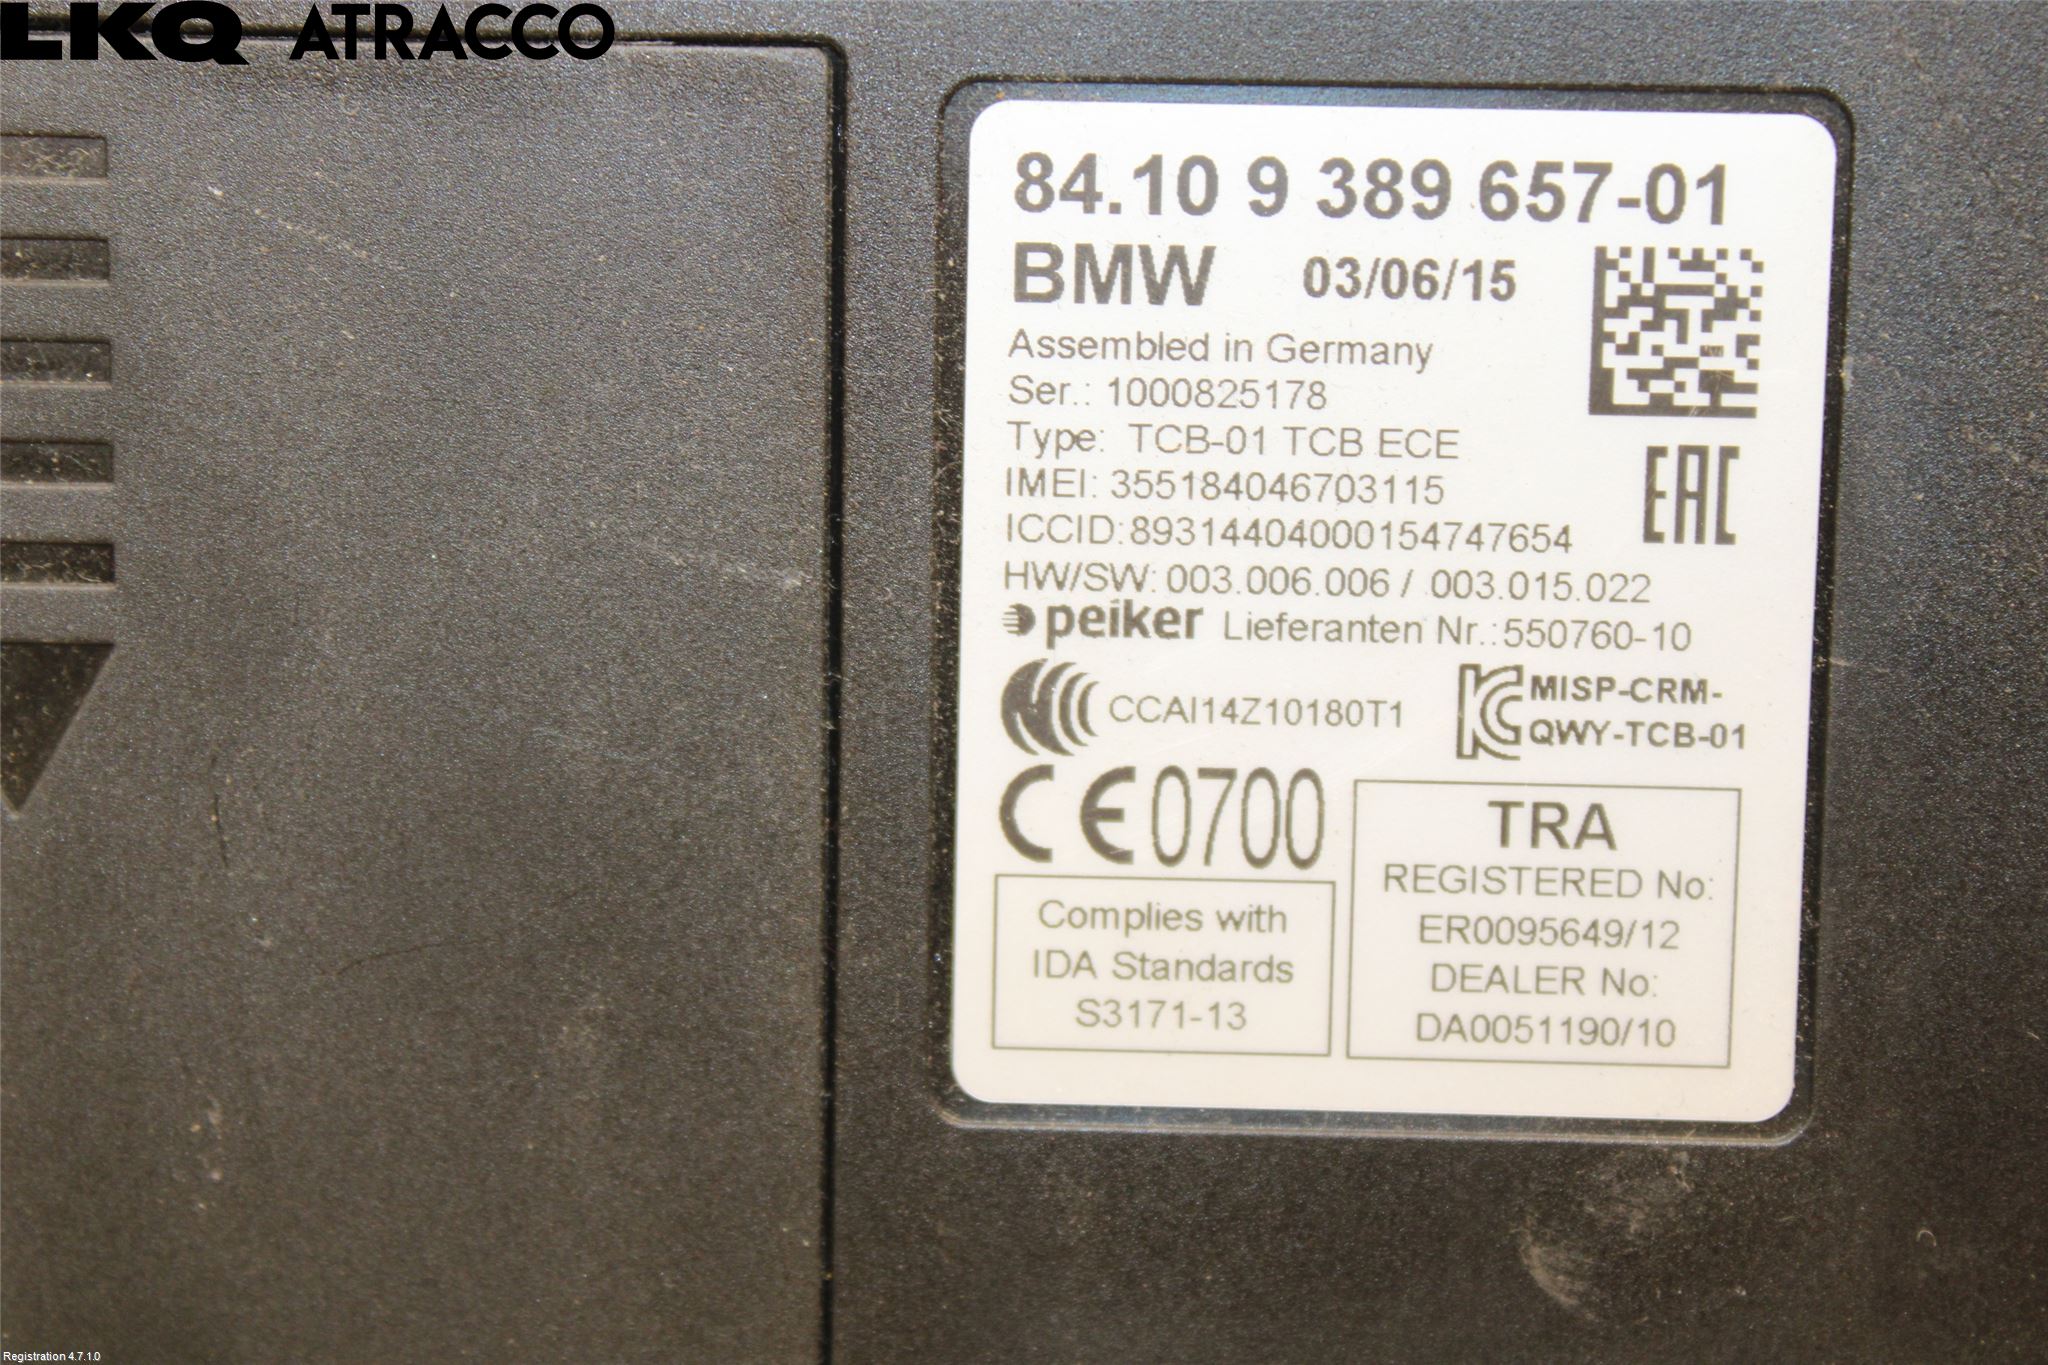 LKQ ATRACCO
84.10 9 389 657-01
BMW 03/06/15
Assembled in Germany
Ser.: 1000825178
Type: TCB-01 TCB ECE
IMEI: 355184046703115
EAC
ICCID:89314404000154747654
HW/SW: 003.006.006 / 003.015.022
peiker Lieferanten Nr.:550760-10
CCAI14Z10180T1
MISP-CRM-
QWY-TCB-01
CE0700
TRA
REGISTERED No:
ER0095649/12
DEALER No:
DA0051190/10
Complies with
IDA Standards
S3171-13
Registration 4.7.1.0